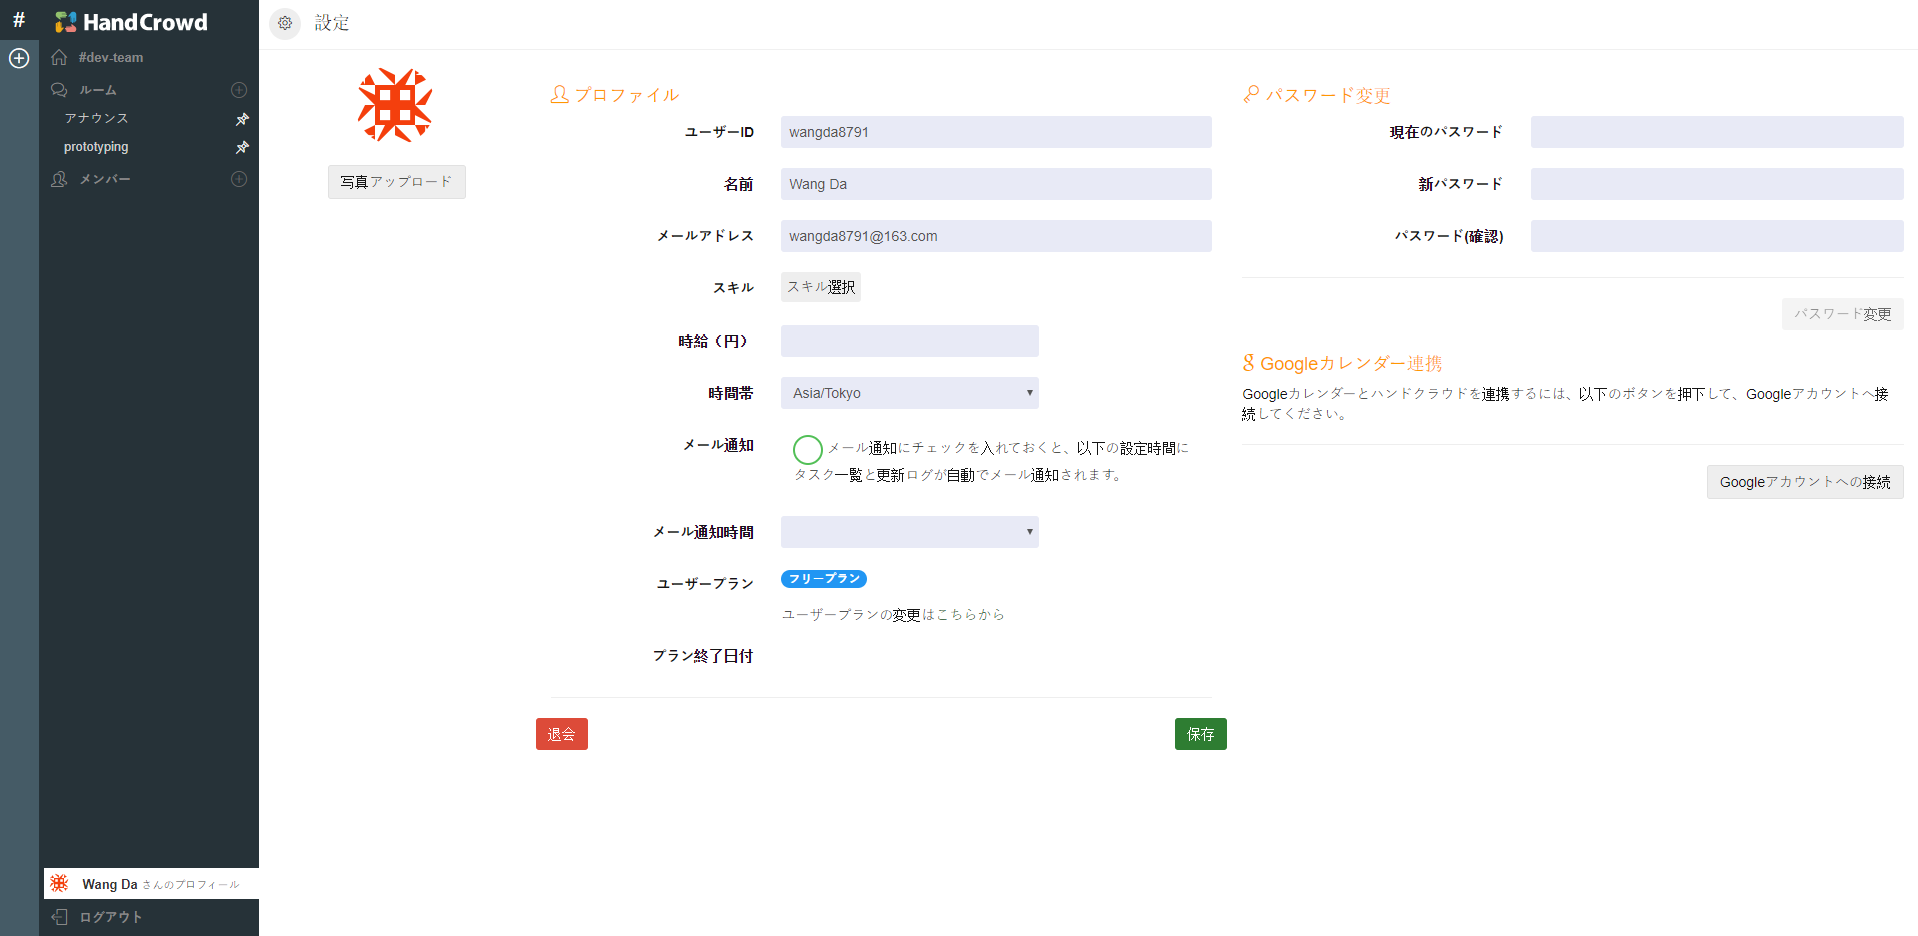 #
HandCrowd
#dev-team
ルーム
アナウンス
prototyping
メンバー
Wang Da さんのプロフィール
ログアウト
設定
写真アップロード
プロファイル
ユーザーID
wangda8791
名前
Wang Da
メールアドレス
wangda8791@163.com
スキル
スキル選択
時給（円）
時間帯
Asia/Tokyo
メール通知
メール通知にチェックを入れておくと、以下の設定時間に
タスク一覧と更新ログが自動でメール通知されます。
メール通知時間
ユーザープラン
フリープラン
ユーザープランの変更はこちらから
プラン終了日付
退会
保存
パスワード変更
現在のパスワード
新パスワード
パスワード(確認)
パスワード変更
Googleカレンダー連携
Googleカレンダーとハンドクラウドを連携するには、以下のボタンを押下して、Googleアカウントへ接
続してください。
Googleアカウントへの接続